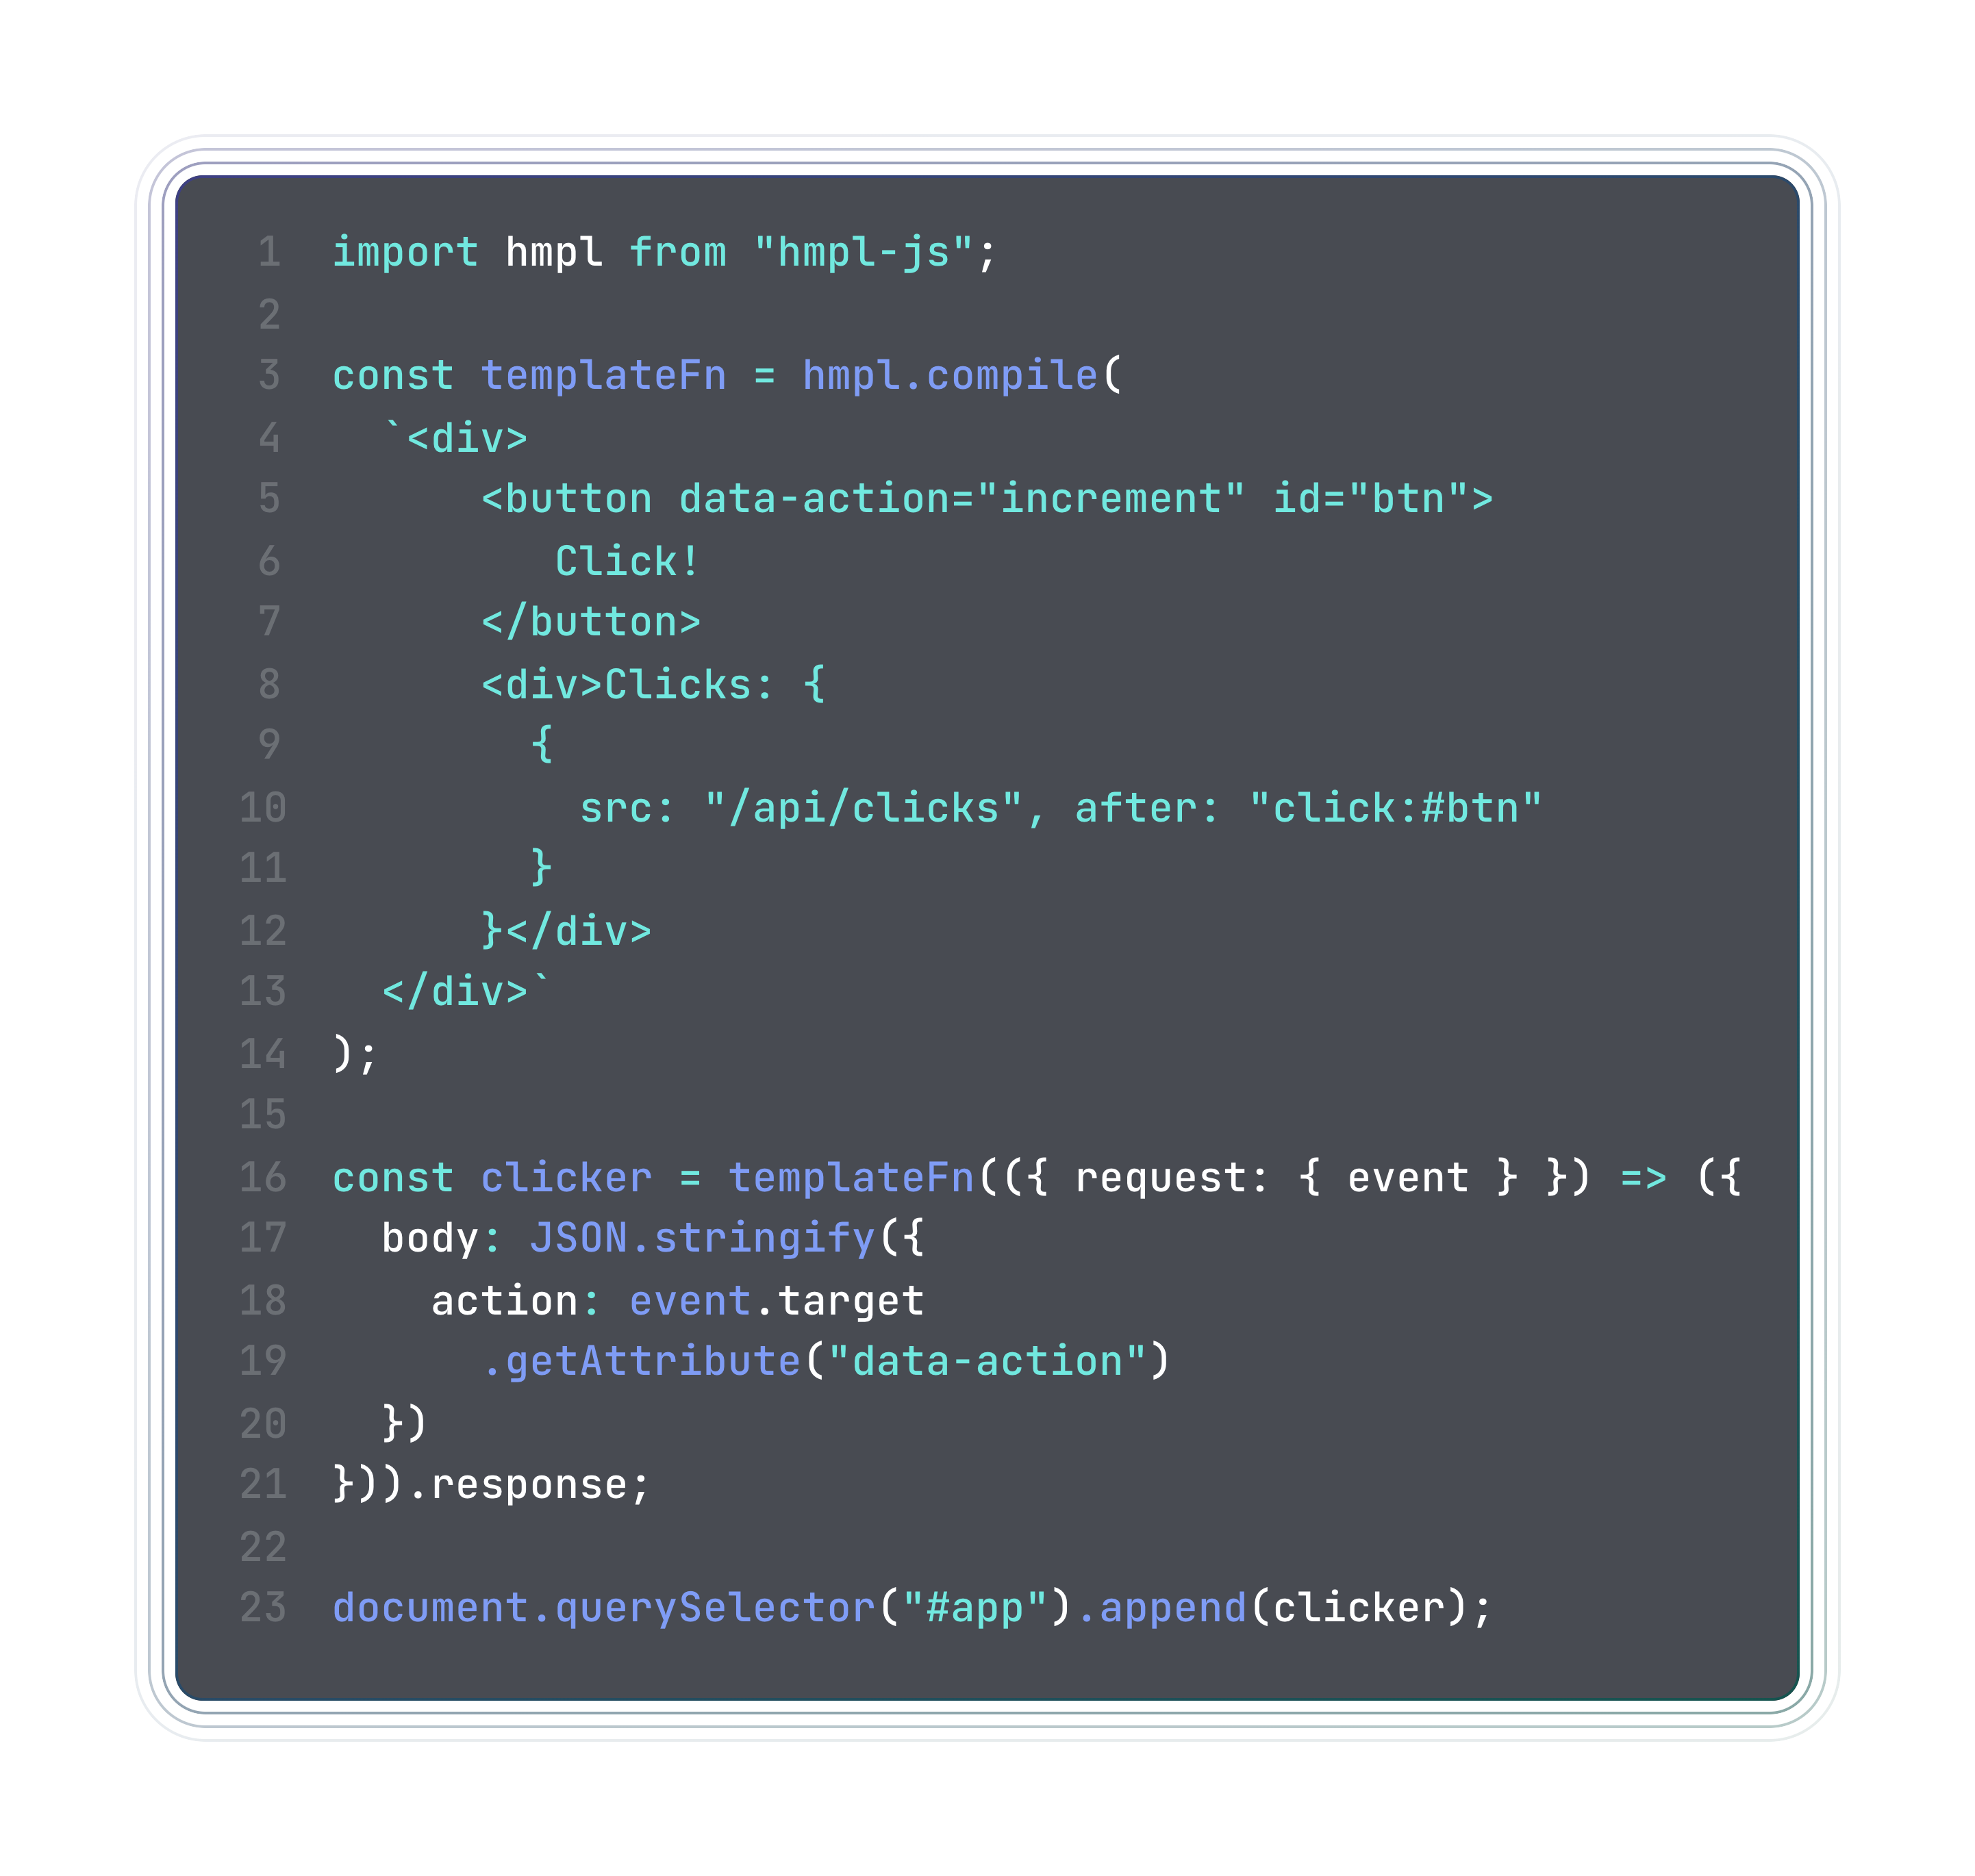 1 import hmpl from "hmpl-js";
2
3 const templateFn = hmpl.compile(
4   `<div>
5       <button data-action="increment" id="btn">
6          Click!
7       </button>
8       <div>Clicks: {
9         {
10           src: "/api/clicks", after: "click:#btn"
11         }
12       }</div>
13   </div>`
14 );
15
16 const clicker = templateFn(({ request: { event } }) => ({
17   body: JSON.stringify({
18     action: event.target
19       .getAttribute("data-action")
20   })
21 })).response;
22
23 document.querySelector("#app").append(clicker);